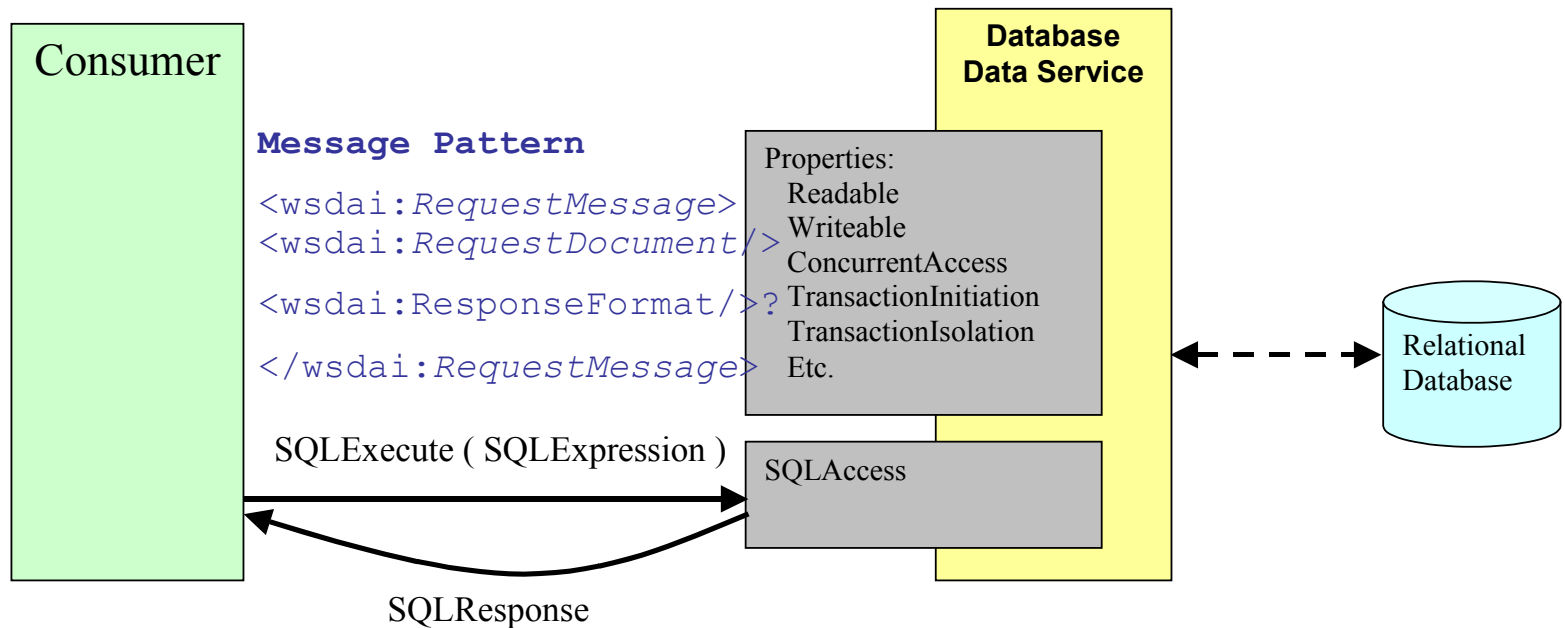 Consumer
Database
Data Service
Message Pattern
<wsdai:RequestMessage>
<wsdai:RequestDocument/>
<wsdai:ResponseFormat/>?
</wsdai:RequestMessage>
Properties:
Readable
Writeable
ConcurrentAccess
TransactionInitiation
TransactionIsolation
Etc.
SQLExecute ( SQLExpression )
SQLAccess
SQLResponse
Relational
Database